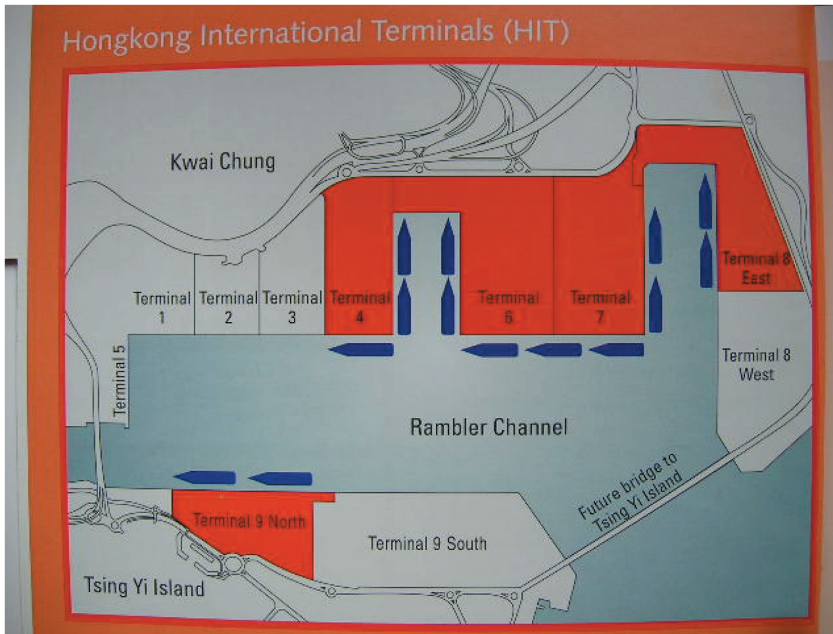 Hongkong International Terminals (HIT)
Kwai Chung
Terminal
1
Terminal
2
Terminal
3
Terminal
4
Terminal
6
Terminal
7
Terminal 8
East
Terminal 8
West
Terminal 5
Rambler Channel
Future bridge to
Tsing Yi Island
Terminal 9 North
Terminal 9 South
Tsing Yi Island